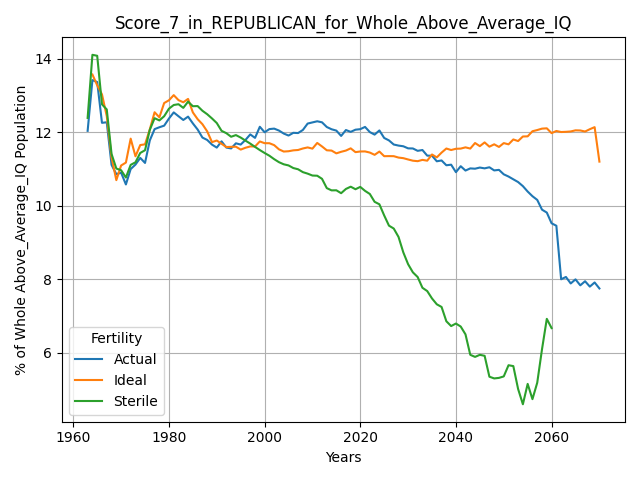 Score_7_in_REPUBLICAN_for_Whole_Above_Average_IQ
% of Whole Above_Average_IQ Population
14
12
10
8
6
Fertility
Actual
Ideal
Sterile
1960 1980 2000 2020 2040 2060
Years